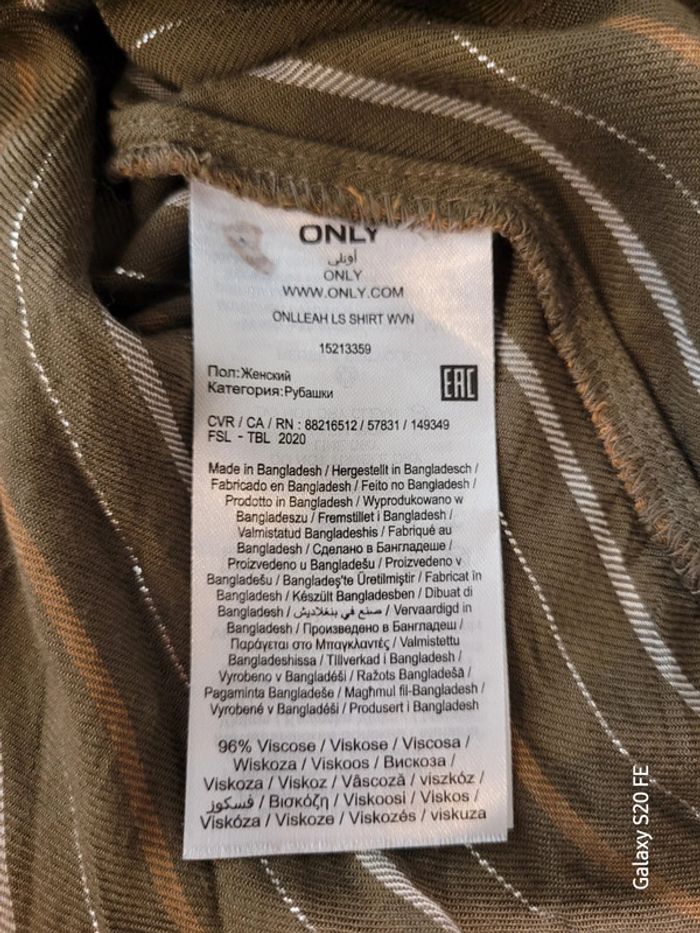 ONLY
أونلي
ONLY
WWW.ONLY.COM
ONLLEAH LS SHIRT WVN
15213359
Пол:Женский
Категория:Рубашки
EAC
CVR / CA / RN : 88216512 / 57831 / 149349
FSL - TBL 2020
Made in Bangladesh / Hergestellt in Bangladesch /
Fabricado en Bangladesh / Feito no Bangladesh /
Prodotto in Bangladesh / Wyprodukowano w
Bangladeszu / Fremstillet i Bangladesh /
Valmistatud Bangladeshis / Fabriqué au
Bangladesh / Сделано в Бангладеше /
Proizvedeno u Bangladešu / Proizvedeno v
Bangladešu / Bangladeş'te Üretilmiştir / Fabricat în
Bangladesh / Készült Bangladesben / Dibuat di
Bangladesh / صنع في بنغلاديش / Vervaardigd in
Bangladesh / Произведено в Бангладеш /
Παράγεται στο Μπαγκλαντές / Valmistettu
Bangladeshissa / Tillverkad i Bangladesh /
Vyrobeno v Bangladéši / Ražots Bangladešā /
Pagaminta Bangladeše / Magħmul fil-Bangladesh /
Vyrobené v Bangladéši / Produsert i Bangladesh
96% Viscose / Viskose / Viscosa /
Wiskoza / Viskoos / Вискоза /
Viskoza / Viskoz / Vâscoză / viszkóz /
فسكوز / Βισκόζη / Viskoosi / Viskos /
Viskóza / Viskoze / Viskozės / viskuza
Galaxy S20 FE